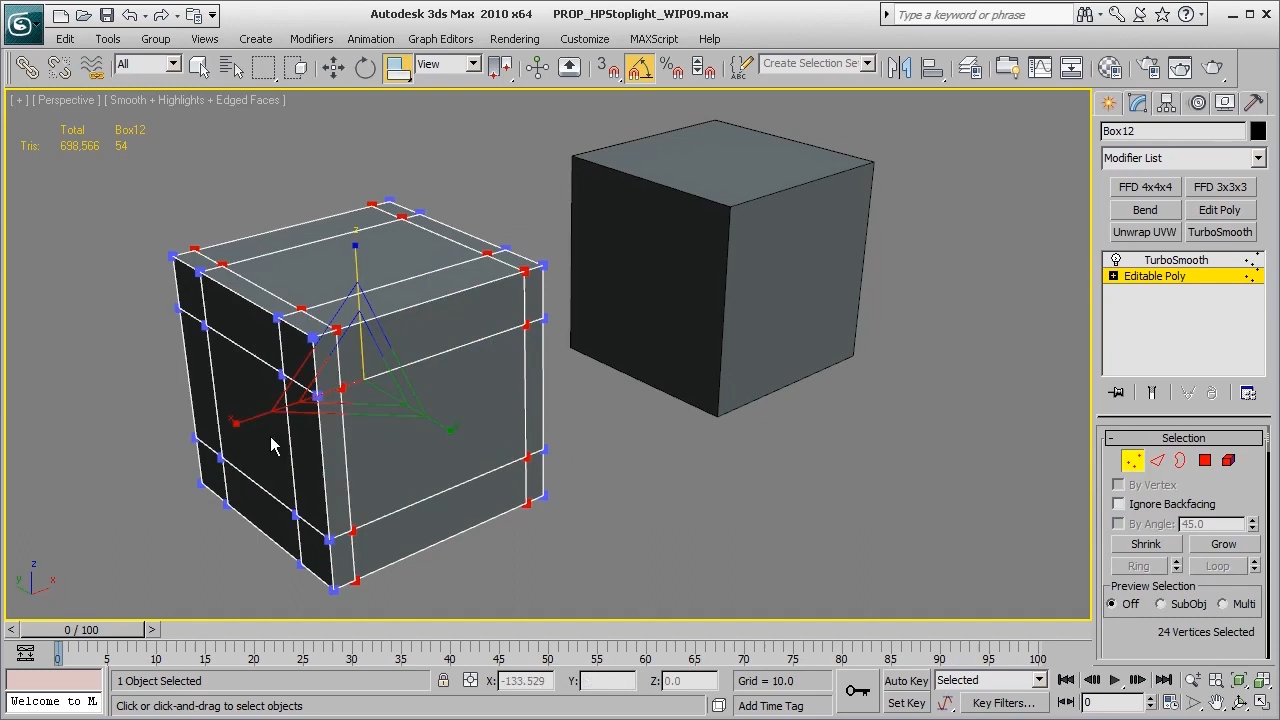 Autodesk 3ds Max 2010 x64 PROP_HPStoplight_WIP09.max
Type a keyword or phrase
Edit Tools Group Views Create Modifiers Animation Graph Editors Rendering Customize MAXScript Help
All View 3 Create Selection Se
[ + ] [ Perspective ] [ Smooth + Highlights + Edged Faces ]
Total Box12
Tris: 698,566 54
Box12
Modifier List
FFD 4x4x4 FFD 3x3x3
Bend Edit Poly
Unwrap UVW TurboSmooth
TurboSmooth
Editable Poly
z
x
Selection
By Vertex
Ignore Backfacing
By Angle: 45.0
Shrink Grow
Ring Loop
Preview Selection
Off SubObj Multi
24 Vertices Selected
z
y x
0 / 100
0 5 10 15 20 25 30 35 40 45 50 55 60 65 70 75 80 85 90 95 100
1 Object Selected X: -133.529 Y: Z: 0.0 Grid = 10.0 Auto Key Selected
Welcome to M Click or click-and-drag to select objects Add Time Tag Set Key Key Filters... 0